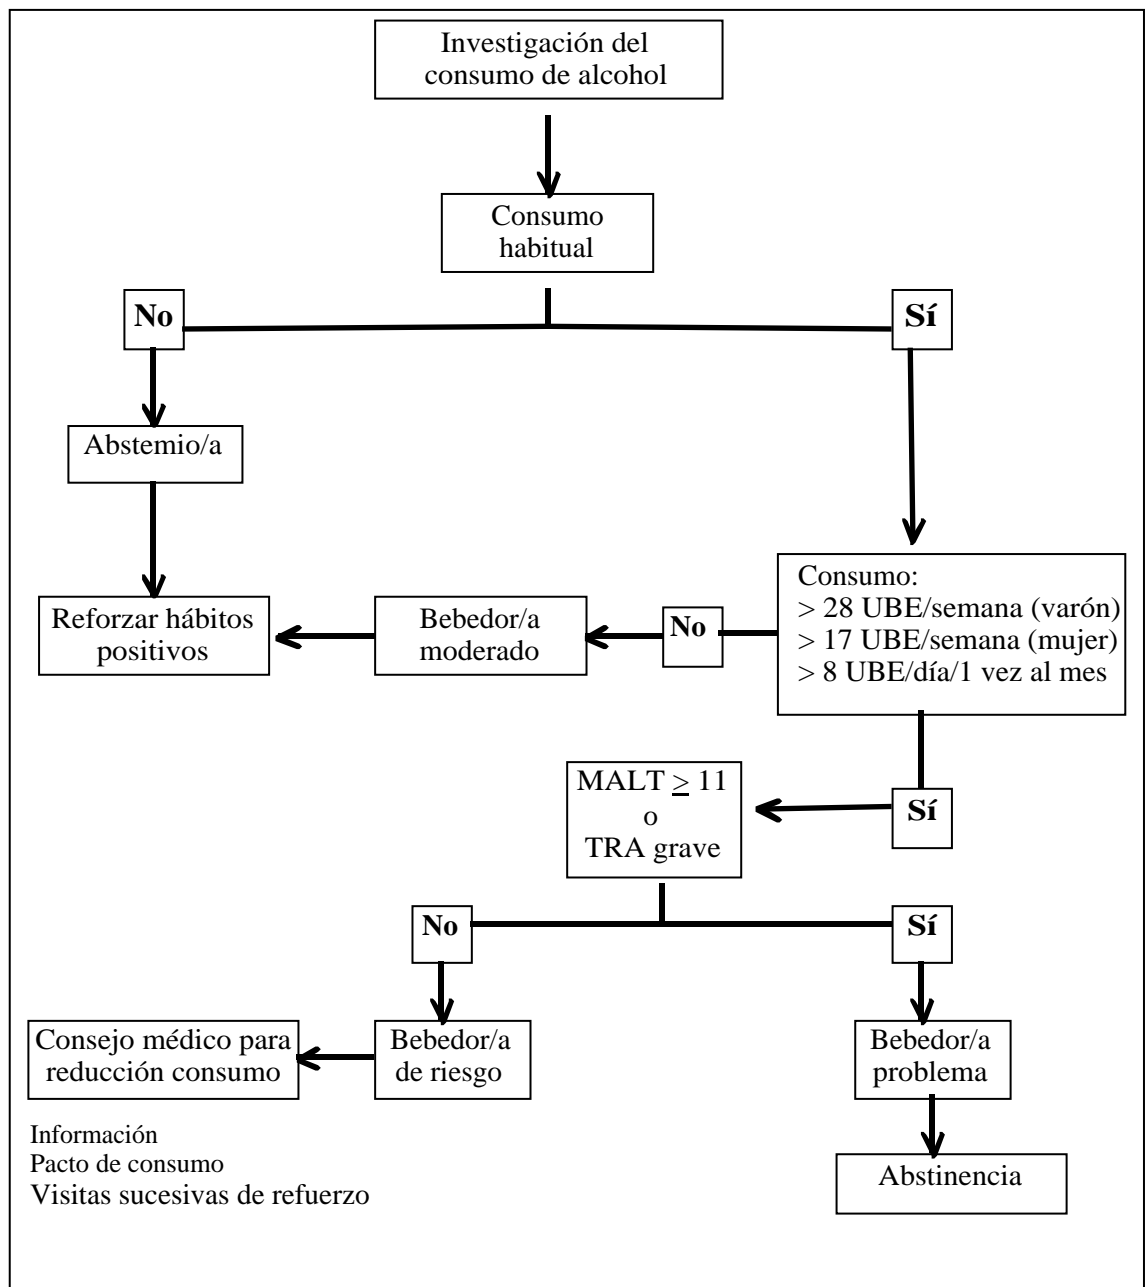 Investigación del
consumo de alcohol
Consumo
habitual
No
Sí
Abstemio/a
Consumo:
> 28 UBE/semana (varón)
> 17 UBE/semana (mujer)
> 8 UBE/día/1 vez al mes
Reforzar hábitos
positivos
Bebedor/a
moderado
No
MALT ≥ 11
o
TRA grave
Sí
No
Sí
Consejo médico para
reducción consumo
Bebedor/a
de riesgo
Bebedor/a
problema
Información
Pacto de consumo
Visitas sucesivas de refuerzo
Abstinencia